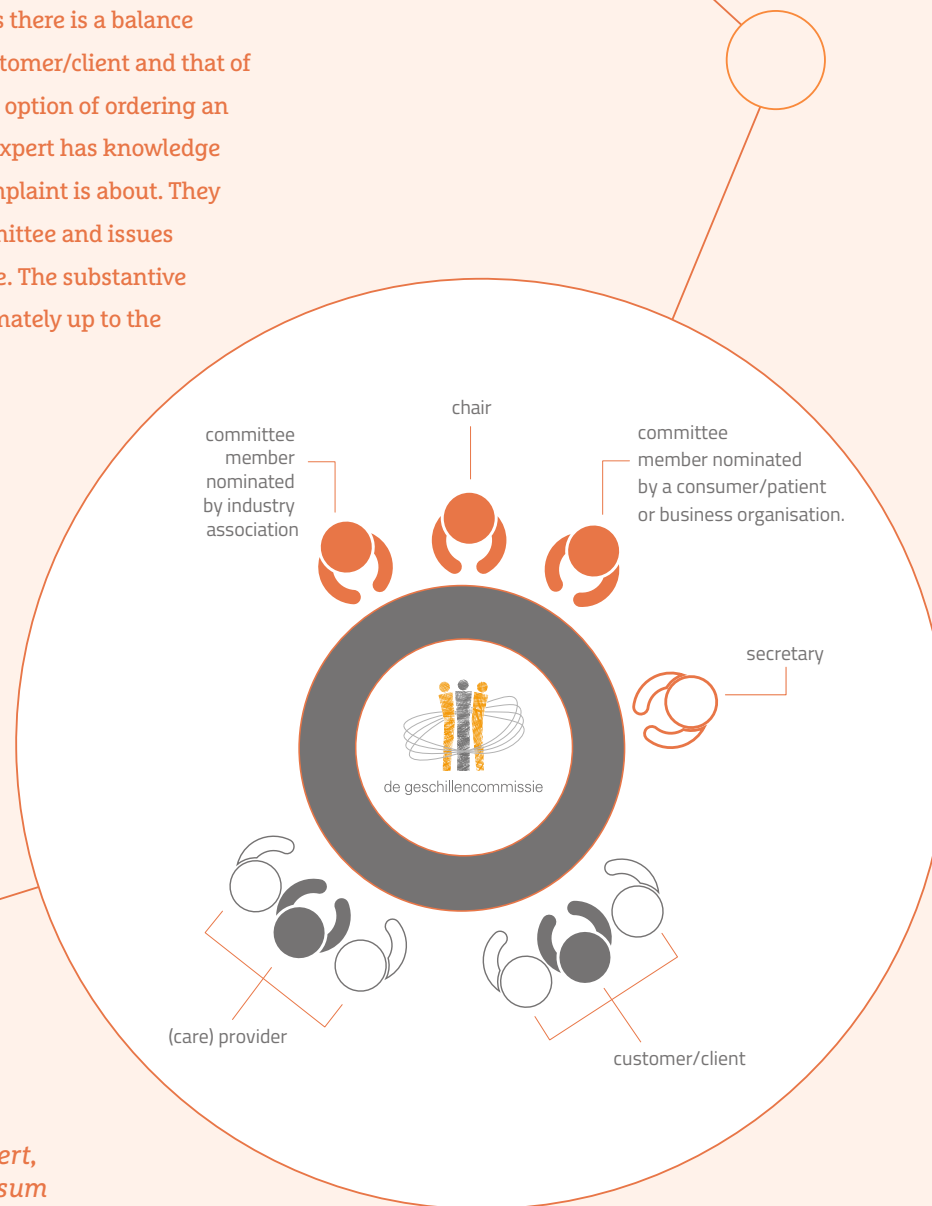 s there is a balance
tomer/client and that of
option of ordering an
xpert has knowledge
plaint is about. They
mittee and issues
e. The substantive
mately up to the
chair
committee
member
nominated
by industry
association
committee
member nominated
by a consumer/patient
or business organisation.
secretary
de geschillencommissie
(care) provider
customer/client
ert,
sum